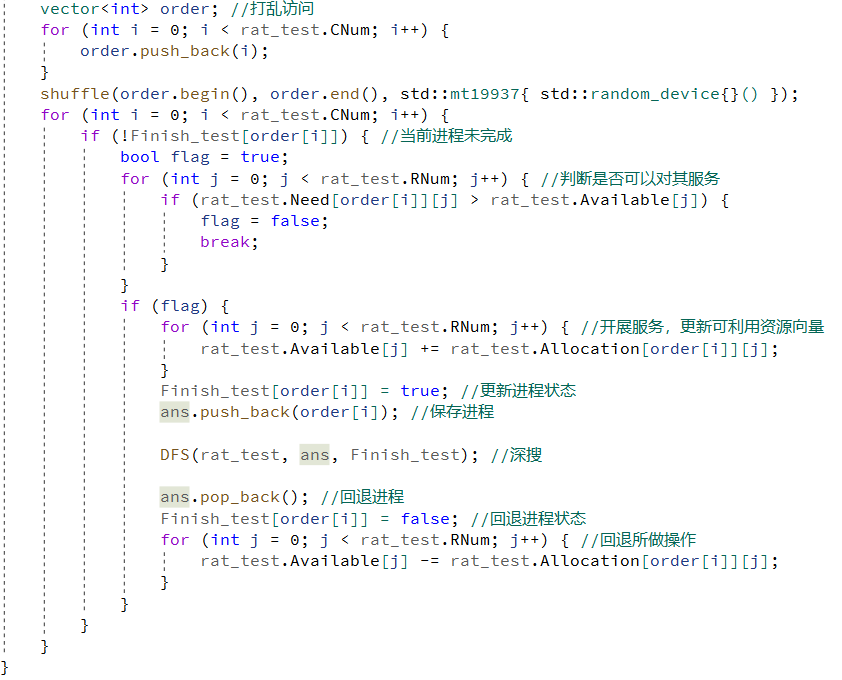 vector<int> order; //打乱访问
for (int i = 0; i < rat_test.CNum; i++) {
order.push_back(i);
}
shuffle(order.begin(), order.end(), std::mt19937{ std::random_device{}() });
for (int i = 0; i < rat_test.CNum; i++) {
if (!Finish_test[order[i]]) { //当前进程未完成
bool flag = true;
for (int j = 0; j < rat_test.RNum; j++) { //判断是否可以对其服务
if (rat_test.Need[order[i]][j] > rat_test.Available[j]) {
flag = false;
break;
}
}
if (flag) {
for (int j = 0; j < rat_test.RNum; j++) { //开展服务，更新可利用资源向量
rat_test.Available[j] += rat_test.Allocation[order[i]][j];
}
Finish_test[order[i]] = true; //更新进程状态
ans.push_back(order[i]); //保存进程
DFS(rat_test, ans, Finish_test); //深搜
ans.pop_back(); //回退进程
Finish_test[order[i]] = false; //回退进程状态
for (int j = 0; j < rat_test.RNum; j++) { //回退所做操作
rat_test.Available[j] -= rat_test.Allocation[order[i]][j];
}
}
}
}
}